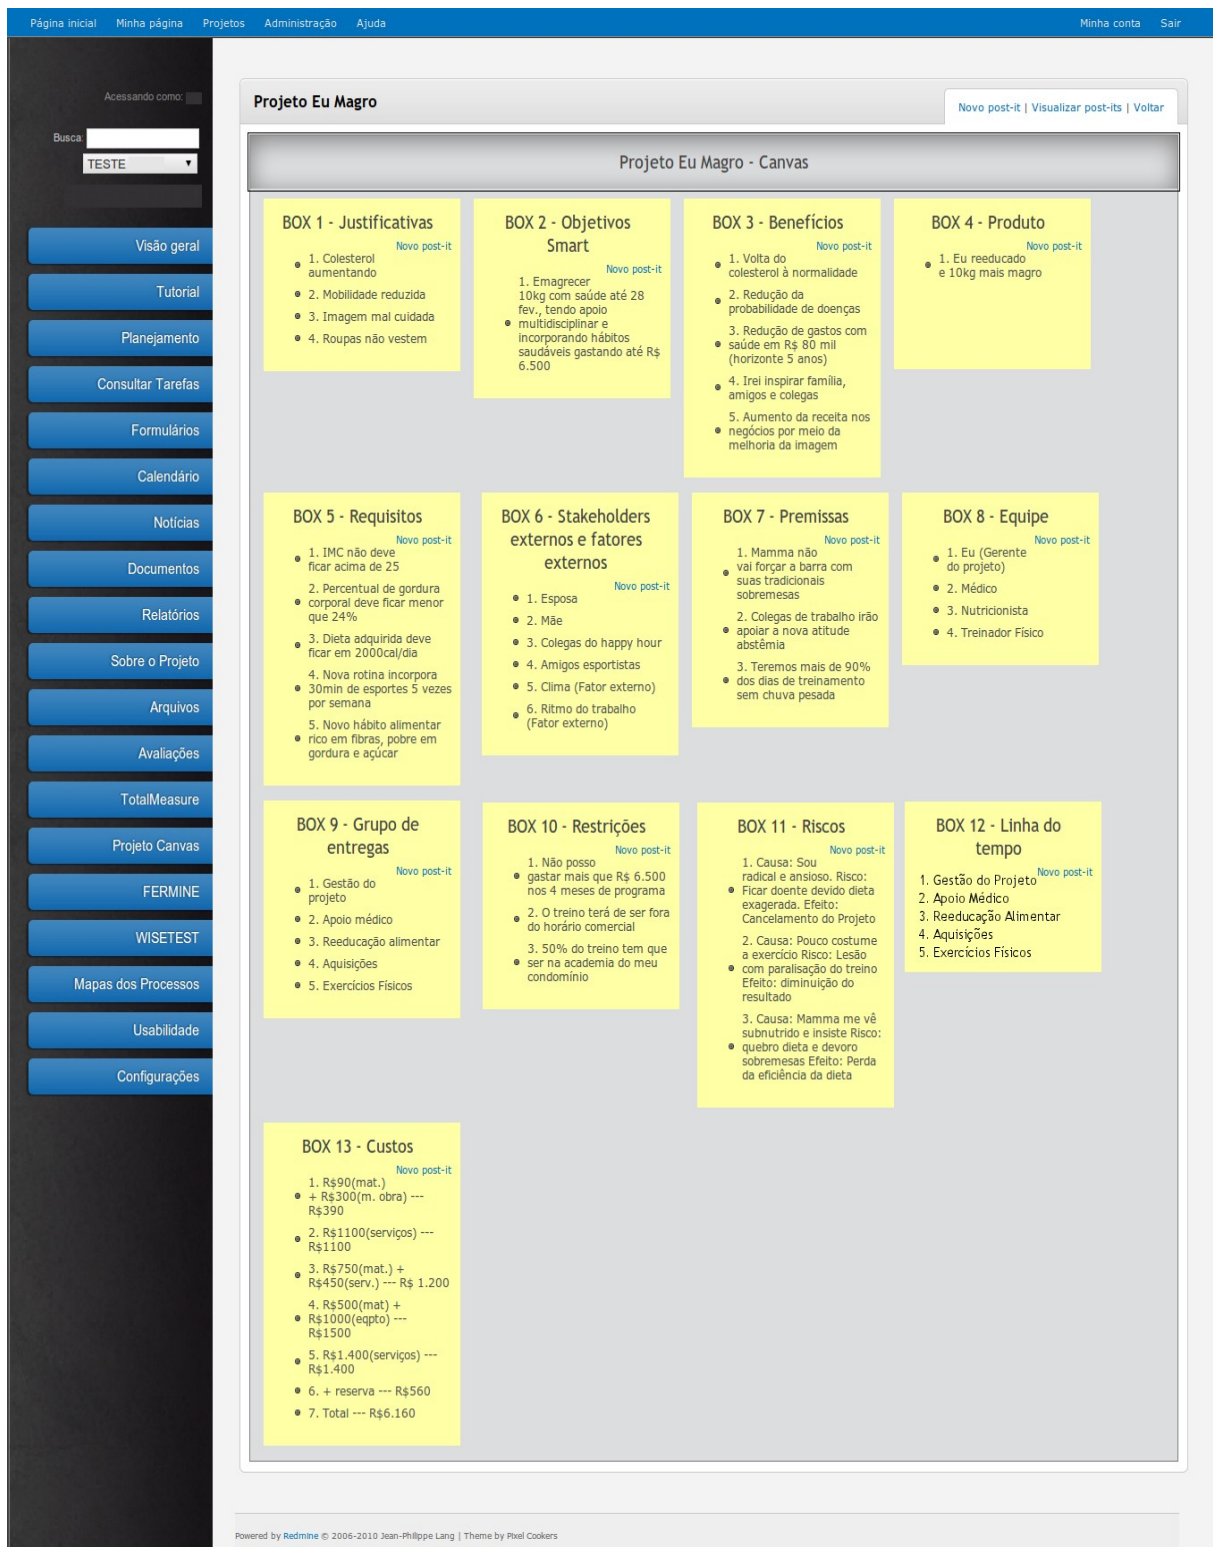 Página inicial Minha página Projetos Administração Ajuda Minha conta Sair
Acessando como:
Busca:
TESTE
Visão geral
Tutorial
Planejamento
Consultar Tarefas
Formulários
Calendário
Notícias
Documentos
Relatórios
Sobre o Projeto
Arquivos
Avaliações
TotalMeasure
Projeto Canvas
FERMINE
WISETEST
Mapas dos Processos
Usabilidade
Configurações
Projeto Eu Magro
Novo post-it | Visualizar post-its | Voltar
Projeto Eu Magro - Canvas
BOX 1 - Justificativas
Novo post-it
1. Colesterol
aumentando
2. Mobilidade reduzida
3. Imagem mal cuidada
4. Roupas não vestem
BOX 2 - Objetivos
Smart
Novo post-it
1. Emagrecer
10kg com saúde até 28
fev., tendo apoio
multidisciplinar e
incorporando hábitos
saudáveis gastando até R$
6.500
BOX 3 - Benefícios
Novo post-it
1. Volta do
colesterol à normalidade
2. Redução da
probabilidade de doenças
3. Redução de gastos com
saúde em R$ 80 mil
(horizonte 5 anos)
4. Irei inspirar família,
amigos e colegas
5. Aumento da receita nos
negócios por meio da
melhoria da imagem
BOX 4 - Produto
Novo post-it
1. Eu reeducado
e 10kg mais magro
BOX 5 - Requisitos
Novo post-it
1. IMC não deve
ficar acima de 25
2. Percentual de gordura
corporal deve ficar menor
que 24%
3. Dieta adquirida deve
ficar em 2000cal/dia
4. Nova rotina incorpora
30min de esportes 5 vezes
por semana
5. Novo hábito alimentar
rico em fibras, pobre em
gordura e açúcar
BOX 6 - Stakeholders
externos e fatores
externos
Novo post-it
1. Esposa
2. Mãe
3. Colegas do happy hour
4. Amigos esportistas
5. Clima (Fator externo)
6. Ritmo do trabalho
(Fator externo)
BOX 7 - Premissas
Novo post-it
1. Mamma não
vai forçar a barra com
suas tradicionais
sobremesas
2. Colegas de trabalho irão
apoiar a nova atitude
abstêmia
3. Teremos mais de 90%
dos dias de treinamento
sem chuva pesada
BOX 8 - Equipe
Novo post-it
1. Eu (Gerente
do projeto)
2. Médico
3. Nutricionista
4. Treinador Físico
BOX 9 - Grupo de
entregas
Novo post-it
1. Gestão do
projeto
2. Apoio médico
3. Reeducação alimentar
4. Aquisições
5. Exercícios Físicos
BOX 10 - Restrições
Novo post-it
1. Não posso
gastar mais que R$ 6.500
nos 4 meses de programa
2. O treino terá de ser fora
do horário comercial
3. 50% do treino tem que
ser na academia do meu
condomínio
BOX 11 - Riscos
Novo post-it
1. Causa: Sou
radical e ansioso. Risco:
Ficar doente devido dieta
exagerada. Efeito:
Cancelamento do Projeto
2. Causa: Pouco costume
a exercício Risco: Lesão
com paralisação do treino
Efeito: diminuição do
resultado
3. Causa: Mamma me vê
subnutrido e insiste Risco:
quebro dieta e devoro
sobremesas Efeito: Perda
da eficiência da dieta
BOX 12 - Linha do
tempo
Novo post-it
1. Gestão do Projeto
2. Apoio Médico
3. Reeducação Alimentar
4. Aquisições
5. Exercícios Físicos
BOX 13 - Custos
Novo post-it
1. R$90(mat.)
+ R$300(m. obra) ---
R$390
2. R$1100(serviços) ---
R$1100
3. R$750(mat.) +
R$450(serv.) --- R$ 1.200
4. R$500(mat) +
R$1000(eqpto) ---
R$1500
5. R$1.400(serviços) ---
R$1.400
6. + reserva --- R$560
7. Total --- R$6.160
Powered by Redmine © 2006-2010 Jean-Philippe Lang | Theme by Pixel Cookers